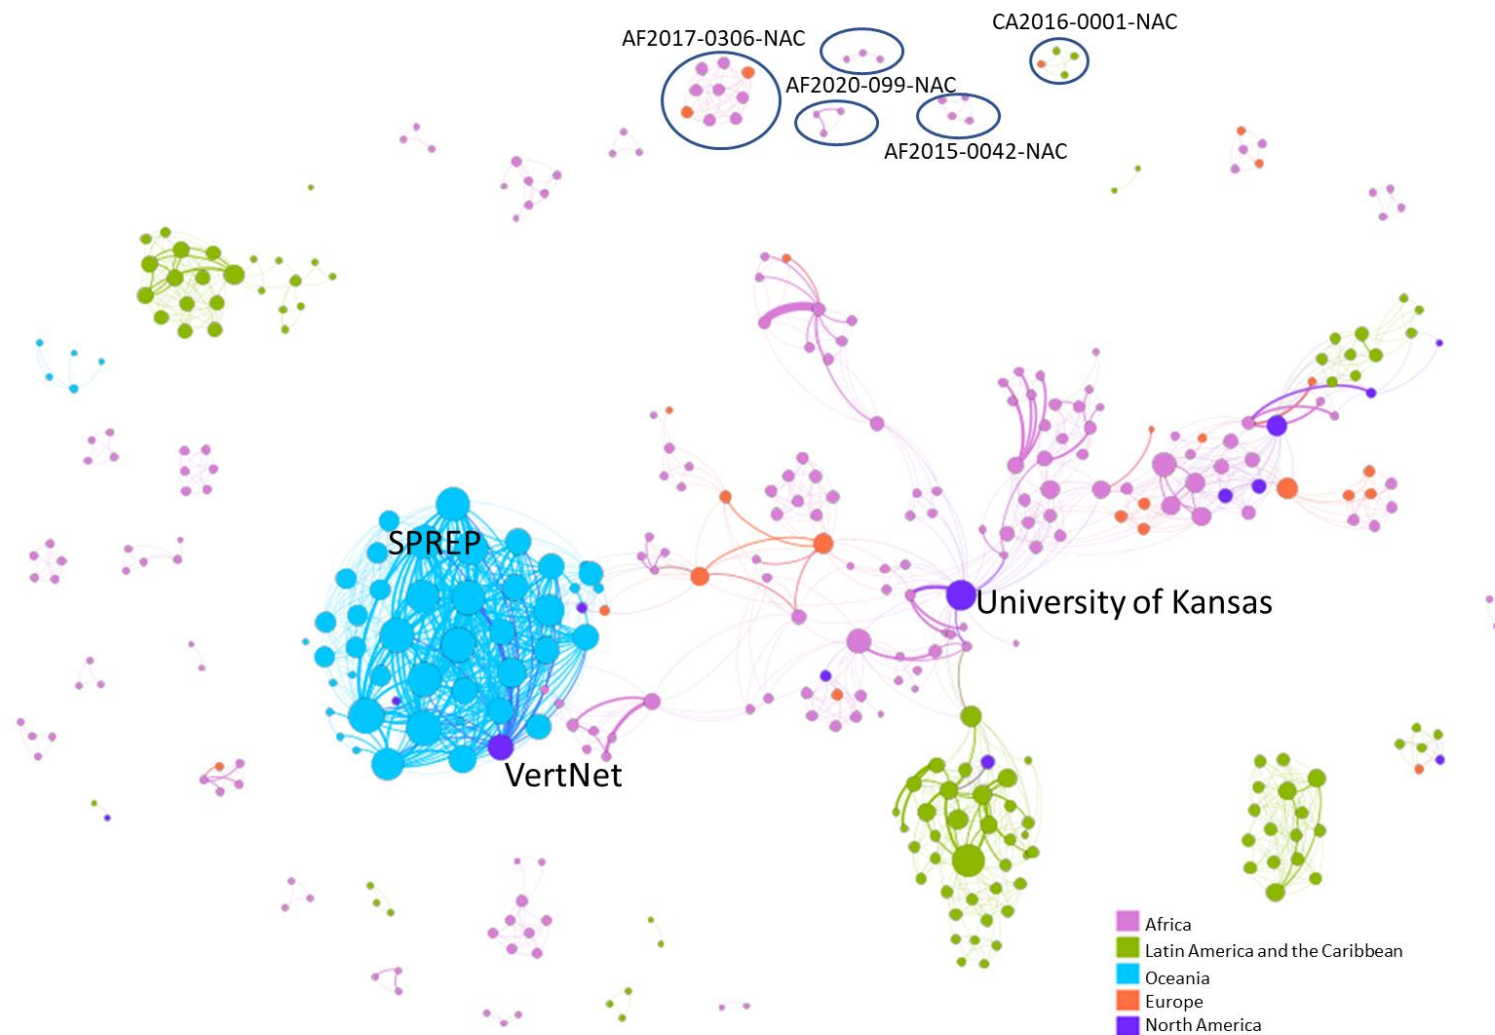 CA2016-0001-NAC
AF2017-0306-NAC
AF2020-099-NAC
AF2015-0042-NAC
SPREP
University of Kansas
VertNet
Africa
Latin America and the Caribbean
Oceania
Europe
North America